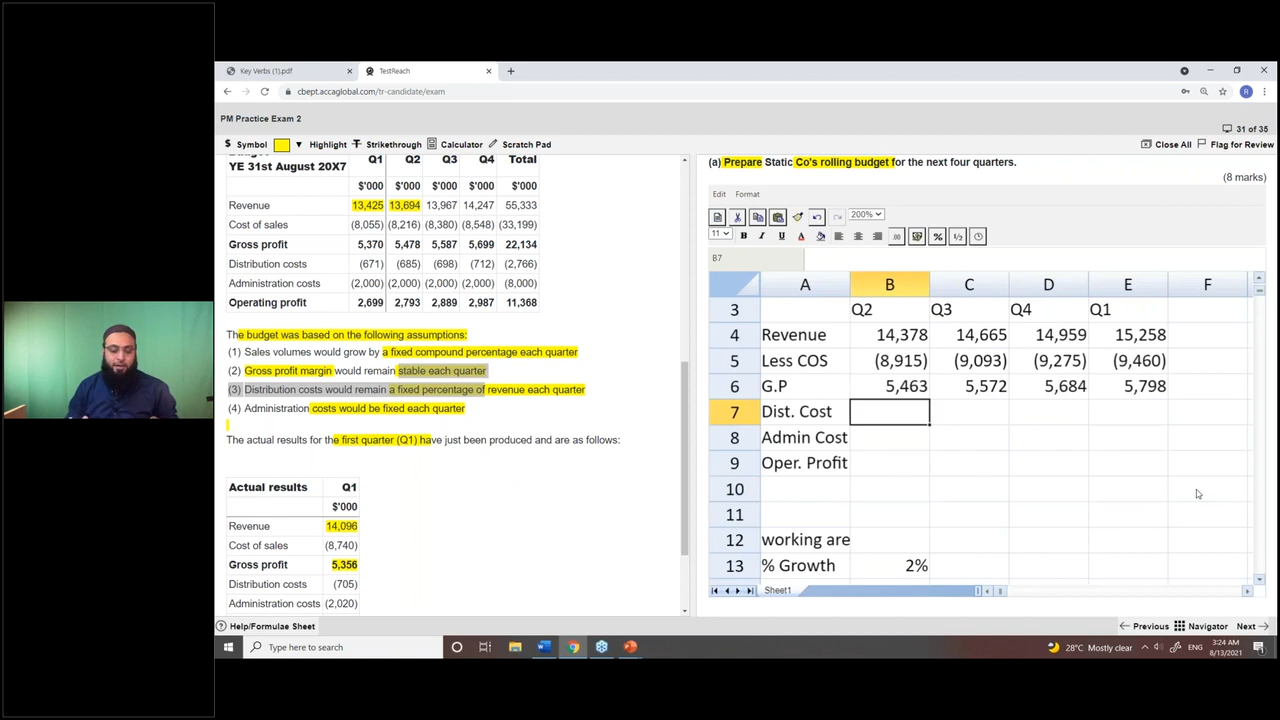 Key Verbs (1).pdf
TestReach
cbept.accaglobal.com/tr-candidate/exam
PM Practice Exam 2
31 of 35
$ Symbol Highlight Strikethrough Calculator Scratch Pad
Close All Flag for Review
YE 31st August 20X7 Q1 Q2 Q3 Q4 Total
$'000 $'000 $'000 $'000 $'000
Revenue 13,425 13,694 13,967 14,247 55,333
Cost of sales (8,055) (8,216) (8,380) (8,548) (33,199)
Gross profit 5,370 5,478 5,587 5,699 22,134
Distribution costs (671) (685) (698) (712) (2,766)
Administration costs (2,000) (2,000) (2,000) (2,000) (8,000)
Operating profit 2,699 2,793 2,889 2,987 11,368
The budget was based on the following assumptions:
(1) Sales volumes would grow by a fixed compound percentage each quarter
(2) Gross profit margin would remain stable each quarter
(3) Distribution costs would remain a fixed percentage of revenue each quarter
(4) Administration costs would be fixed each quarter
The actual results for the first quarter (Q1) have just been produced and are as follows:
Actual results Q1
$'000
Revenue 14,096
Cost of sales (8,740)
Gross profit 5,356
Distribution costs (705)
Administration costs (2,020)
(a) Prepare Static Co's rolling budget for the next four quarters.
(8 marks)
Edit Format
200%
11 B I U A .00 % 1/2
B7
A B C D E F
3 Q2 Q3 Q4 Q1
4 Revenue 14,378 14,665 14,959 15,258
5 Less COS (8,915) (9,093) (9,275) (9,460)
6 G.P 5,463 5,572 5,684 5,798
7 Dist. Cost
8 Admin Cost
9 Oper. Profit
10
11
12 working are
13 % Growth 2%
Sheet1
Help/Formulae Sheet
Previous Navigator Next
Type here to search
28°C Mostly clear ENG 3:24 AM
8/13/2021